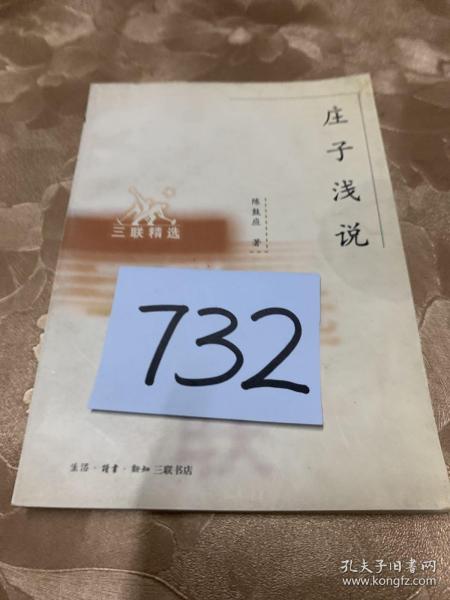 庄子浅说
陈鼓应 著
三联精选
732
生活·读书·新知三联书店
孔夫子旧书网
www.kongfz.com